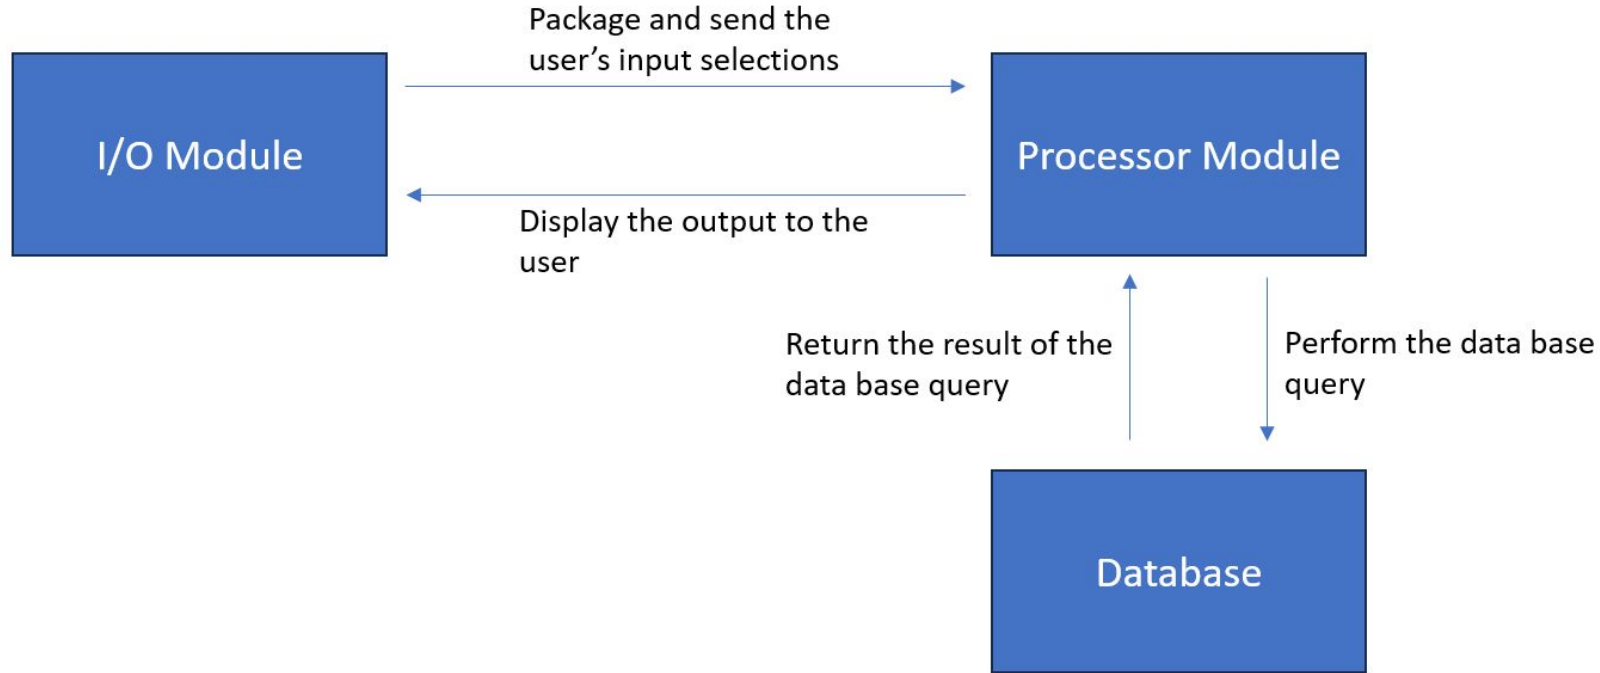 Package and send the
user’s input selections
I/O Module
Processor Module
Display the output to the
user
Return the result of the
data base query
Perform the data base
query
Database